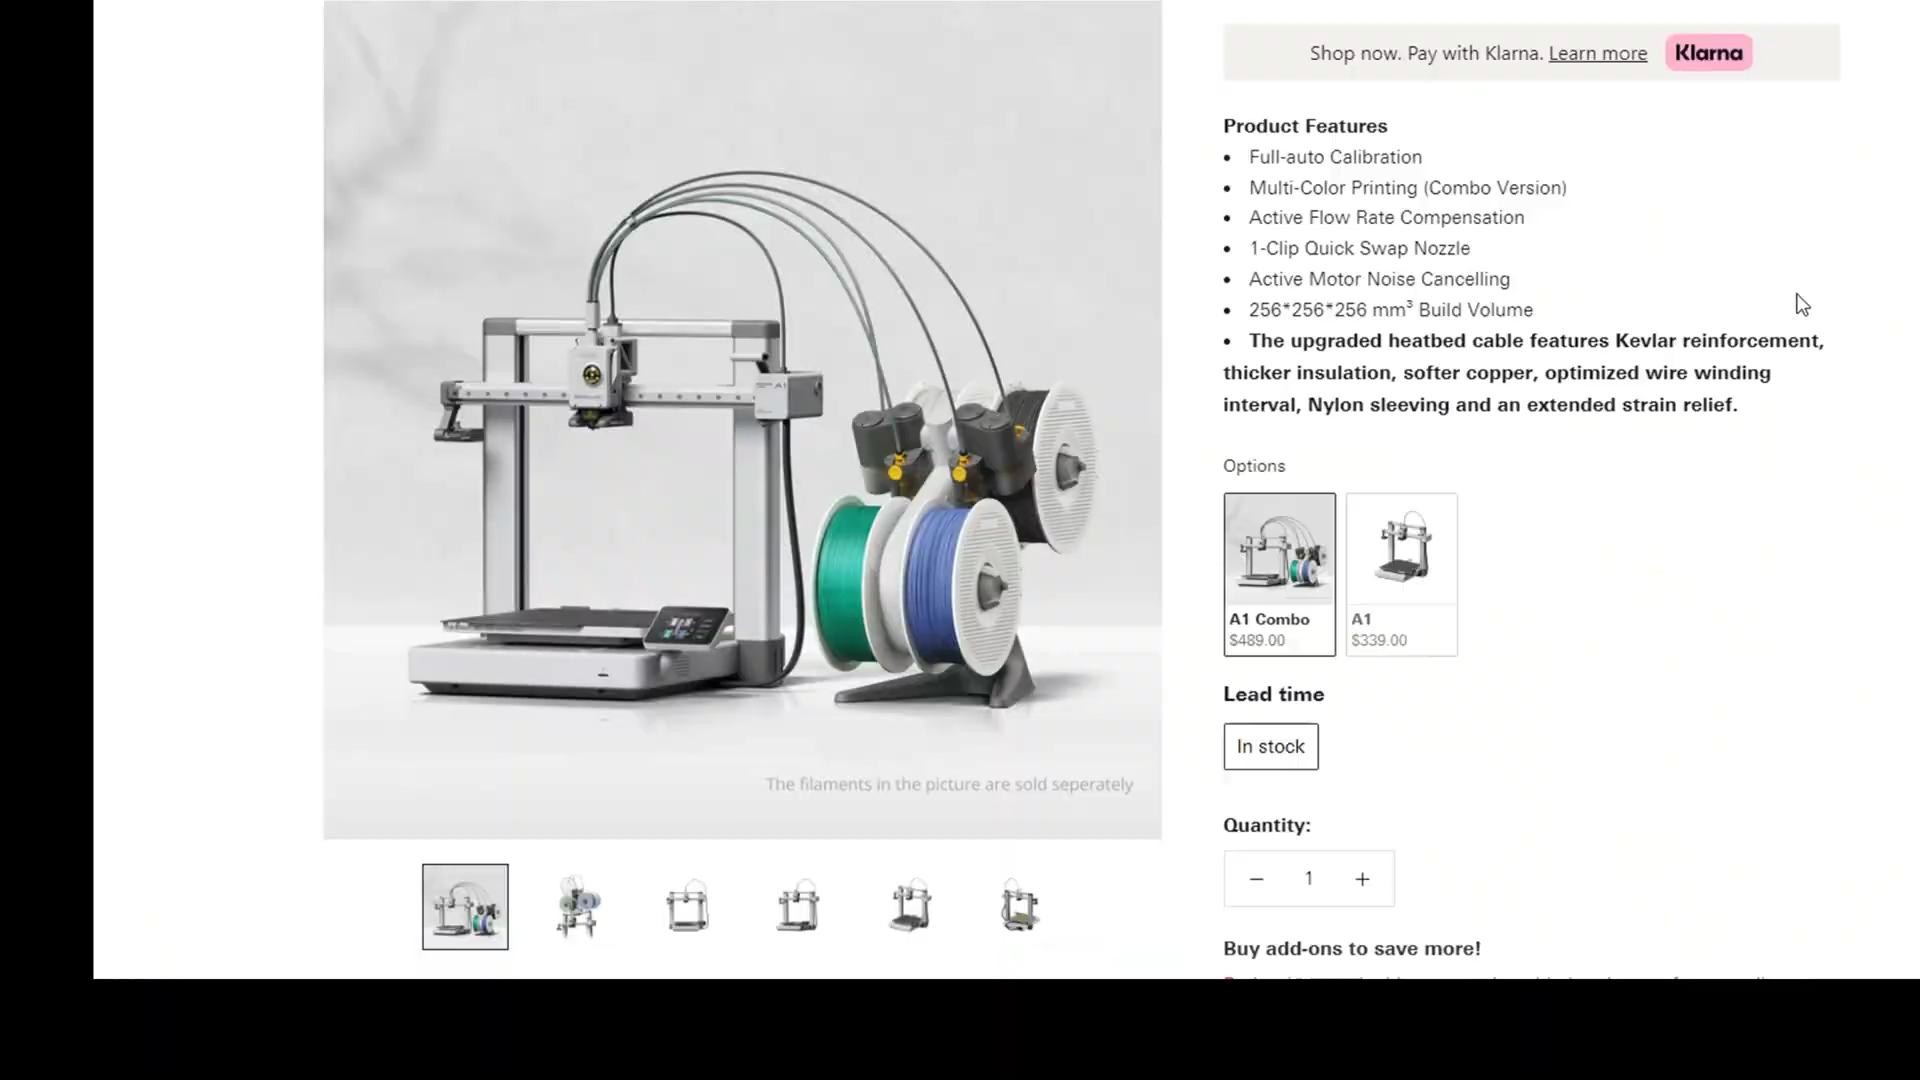 Shop now. Pay with Klarna. Learn more Klarna
Product Features
• Full-auto Calibration
• Multi-Color Printing (Combo Version)
• Active Flow Rate Compensation
• 1-Clip Quick Swap Nozzle
• Active Motor Noise Cancelling
• 256*256*256 mm³ Build Volume
• The upgraded heatbed cable features Kevlar reinforcement,
thicker insulation, softer copper, optimized wire winding
interval, Nylon sleeving and an extended strain relief.
Options
A1 Combo
$489.00
A1
$339.00
Lead time
In stock
Quantity:
− 1 +
Buy add-ons to save more!
A1
The filaments in the picture are sold seperately